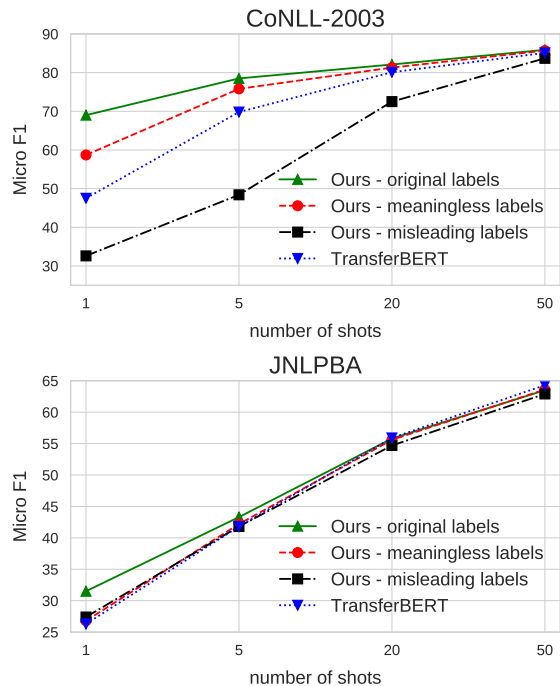 CoNLL-2003
90
80
70
60
50
40
30
Micro F1
Ours - original labels
Ours - meaningless labels
Ours - misleading labels
TransferBERT
1 5 20 50
number of shots
JNLPBA
65
60
55
50
45
40
35
30
25
Micro F1
Ours - original labels
Ours - meaningless labels
Ours - misleading labels
TransferBERT
1 5 20 50
number of shots